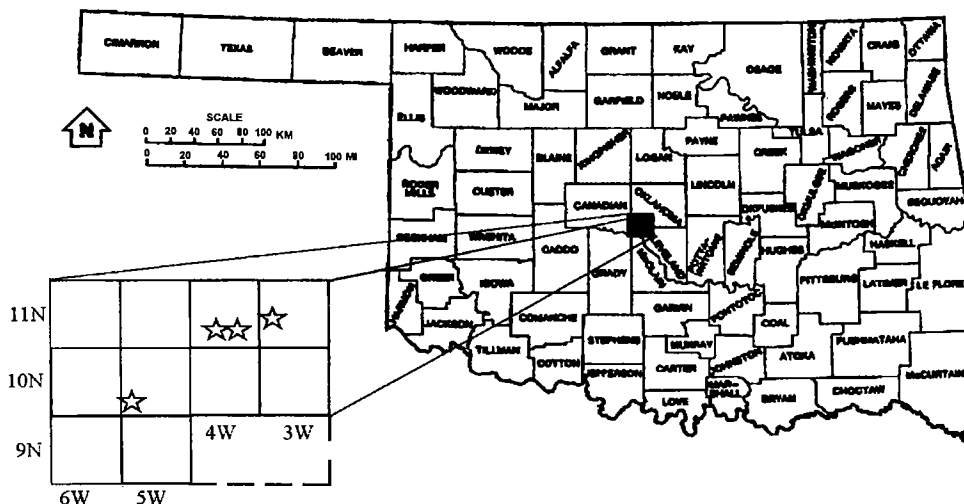 CIMARRON TEXAS BEAVER HARPER WOODS ALFALFA GRANT KAY OSAGE WASHINGTON NOWATA CRAIG OTTAWA
WOODWARD MAJOR GARFIELD NOBLE PAWNEE ROGERS MAYES DELAWARE
ELLIS TULSA
N
SCALE
0 20 40 60 80 100 KM
0 20 40 60 100 MI
DEWEY BLAINE KINGFISHER LOGAN PAYNE CREEK WAGONER CHEROKEE ADAIR
ROGER
MILLS CUSTER CANADIAN OKLAHOMA LINCOLN OKFUSKEE OKMULGEE MUSKOGEE SEQUOYAH
BECKHAM WASHITA CADDO GRADY McCLAIN CLEVELAND POTTA-
WATOMIE SEMINOLE HUGHES McINTOSH HASKELL
HARMON GREER KIOWA PITTSBURG LATIMER LE FLORE
JACKSON COMANCHE GARVIN PONTOTOC COAL
TILLMAN STEPHENS MURRAY ATOKA PUSHMATAHA
COTTON JEFFERSON CARTER JOHNSTON McCURTAIN
LOVE MAR-
SHALL BRYAN CHOCTAW
11N
10N
4W 3W
9N
6W 5W